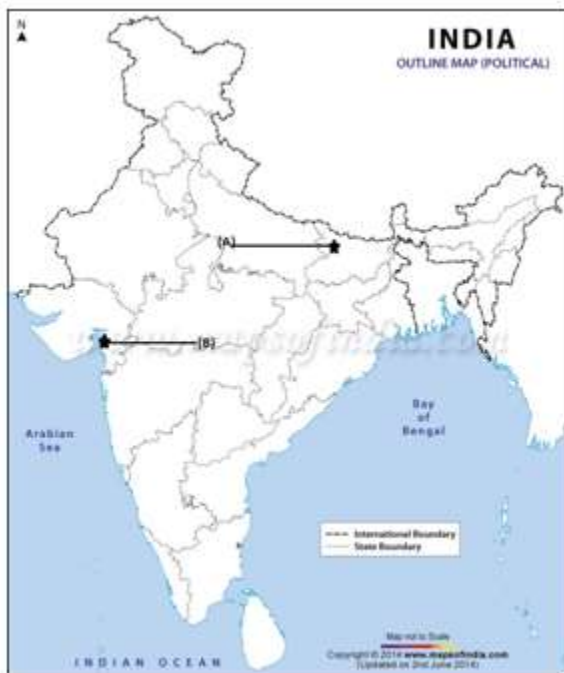 N
INDIA
OUTLINE MAP (POLITICAL)
(A)
(B)
Arabian
Sea
Bay
of
Bengal
International Boundary
State Boundary
Map not to Scale
Copyright © 2014 www.mapsofindia.com
(Updated on 2nd June 2014)
INDIAN OCEAN